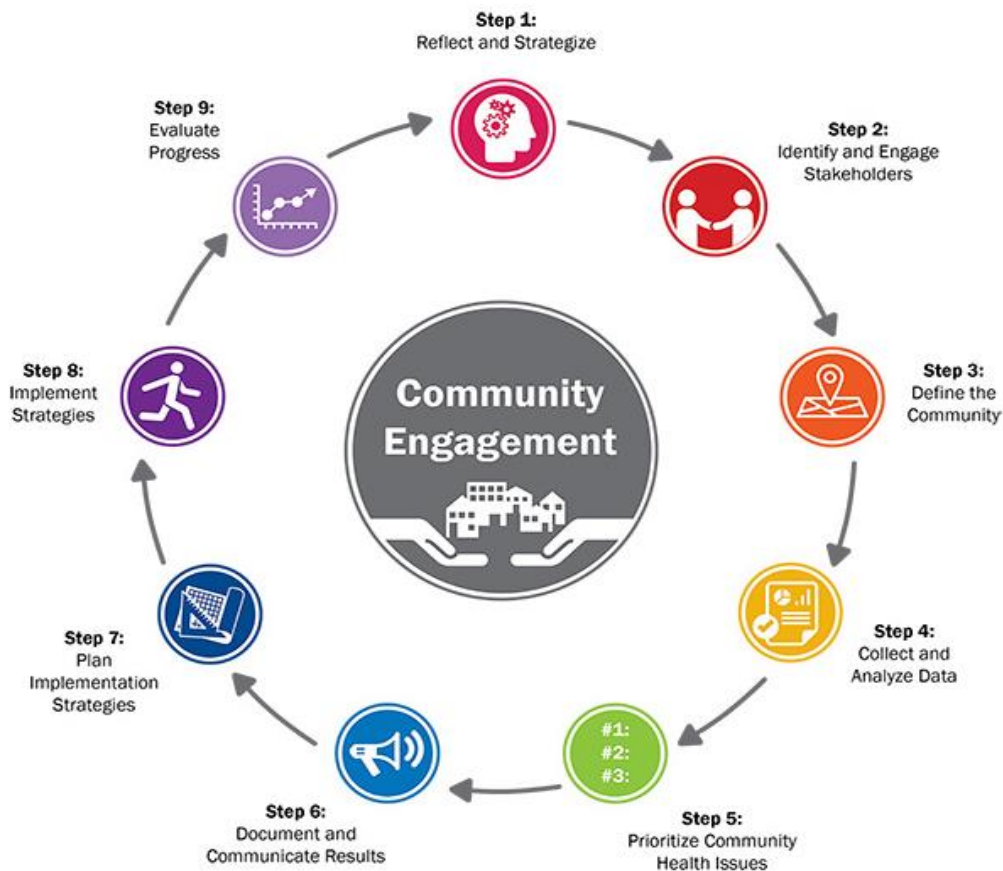 Step 1:
Reflect and Strategize
Step 2:
Identify and Engage
Stakeholders
Step 3:
Define the
Community
Step 4:
Collect and
Analyze Data
#1:
#2:
#3:
Step 5:
Prioritize Community
Health Issues
Step 6:
Document and
Communicate Results
Step 7:
Plan
Implementation
Strategies
Step 8:
Implement
Strategies
Step 9:
Evaluate
Progress
Community
Engagement